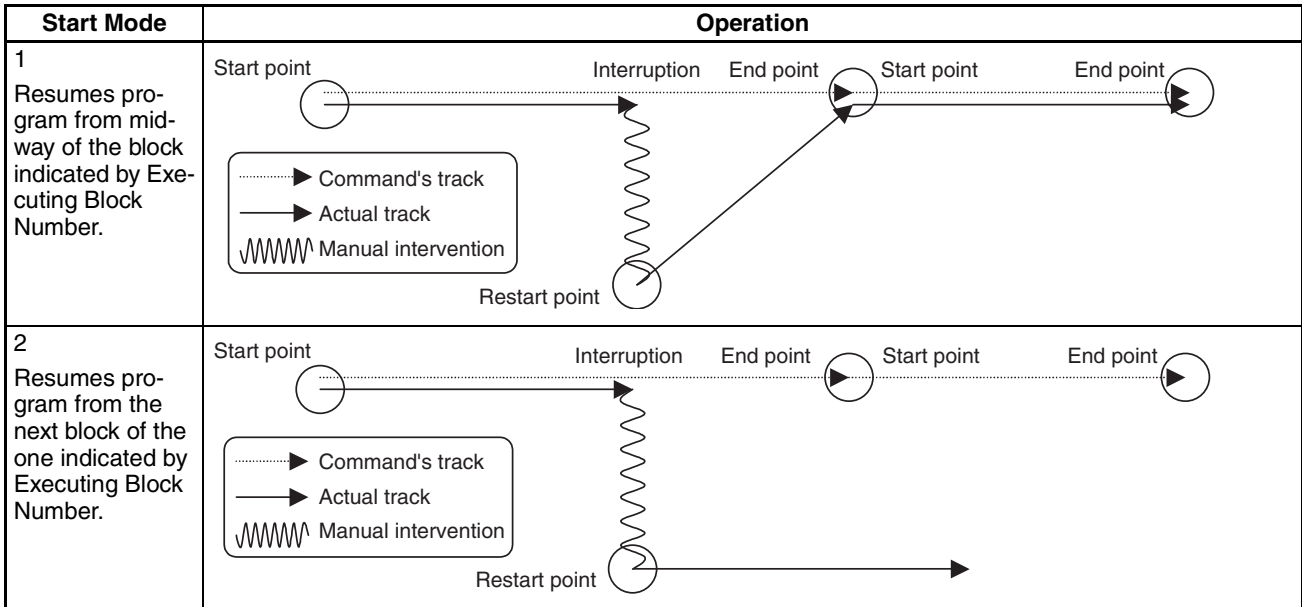 Start Mode Operation
1
Resumes pro-
gram from mid-
way of the block
indicated by Exe-
cuting Block
Number.
Start point Interruption End point Start point End point
Command's track
Actual track
Manual intervention
Restart point
2
Resumes pro-
gram from the
next block of the
one indicated by
Executing Block
Number.
Start point Interruption End point Start point End point
Command's track
Actual track
Manual intervention
Restart point